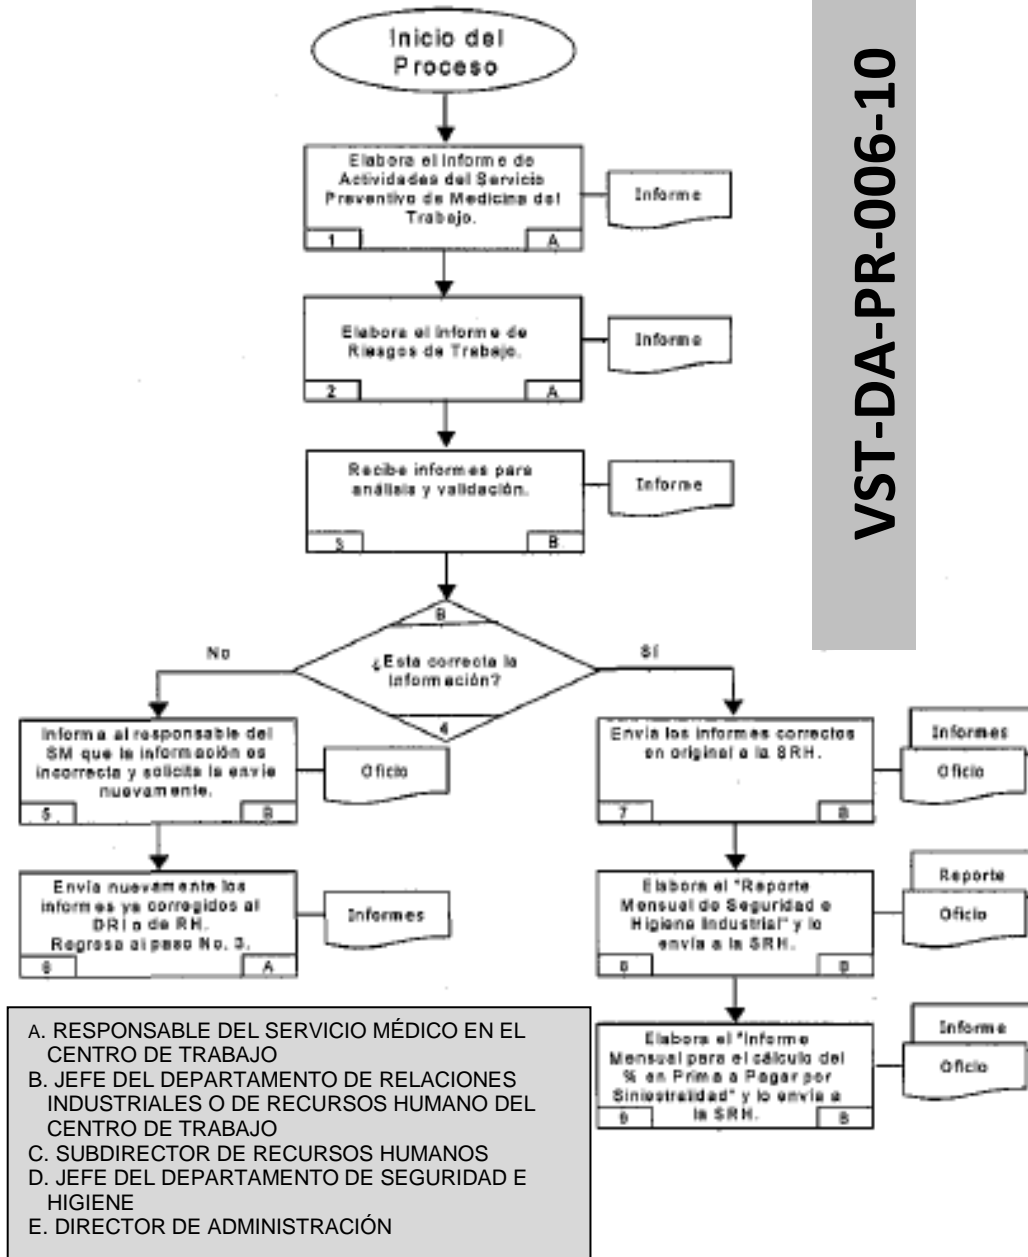 Inicio del
Proceso
VST-DA-PR-006-10
Elabora el Informe de
Actividades del Servicio
Preventivo de Medicina del
Trabajo.
1
A
Informe
Elabora el Informe de
Riesgos de Trabajo.
2
A
Informe
Recibe informes para
análisis y validación.
3
B
Informe
B
¿Esta correcta la
información?
4
No
Sí
Informa al responsable del
SM que la información es
incorrecta y solicita la envíe
nuevamente.
5
B
Oficio
Envía los informes correctos
en original a la SRH.
7
B
Informes
Oficio
Envía nuevamente los
informes ya corregidos al
DRI o de RH.
Regresa al paso No. 3.
6
A
Informes
Elabora el "Reporte
Mensual de Seguridad e
Higiene Industrial" y lo
envía a la SRH.
8
B
Reporte
Oficio
Elabora el "Informe
Mensual para el cálculo del
% en Prima a Pagar por
Siniestralidad" y lo envía a
la SRH.
9
B
Informe
Oficio
A. RESPONSABLE DEL SERVICIO MÉDICO EN EL
CENTRO DE TRABAJO
B. JEFE DEL DEPARTAMENTO DE RELACIONES
INDUSTRIALES O DE RECURSOS HUMANO DEL
CENTRO DE TRABAJO
C. SUBDIRECTOR DE RECURSOS HUMANOS
D. JEFE DEL DEPARTAMENTO DE SEGURIDAD E
HIGIENE
E. DIRECTOR DE ADMINISTRACIÓN